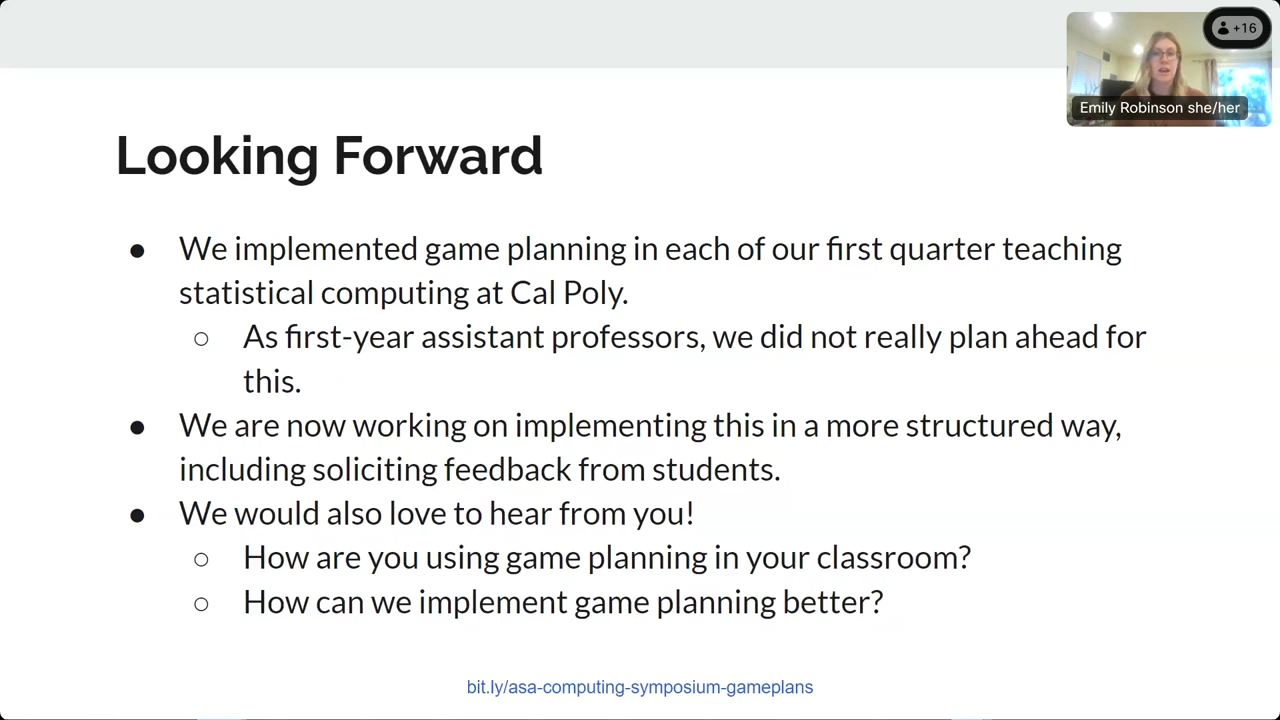 +16
Emily Robinson she/her
Looking Forward
● We implemented game planning in each of our first quarter teaching
statistical computing at Cal Poly.
○ As first-year assistant professors, we did not really plan ahead for
this.
● We are now working on implementing this in a more structured way,
including soliciting feedback from students.
● We would also love to hear from you!
○ How are you using game planning in your classroom?
○ How can we implement game planning better?
bit.ly/asa-computing-symposium-gameplans